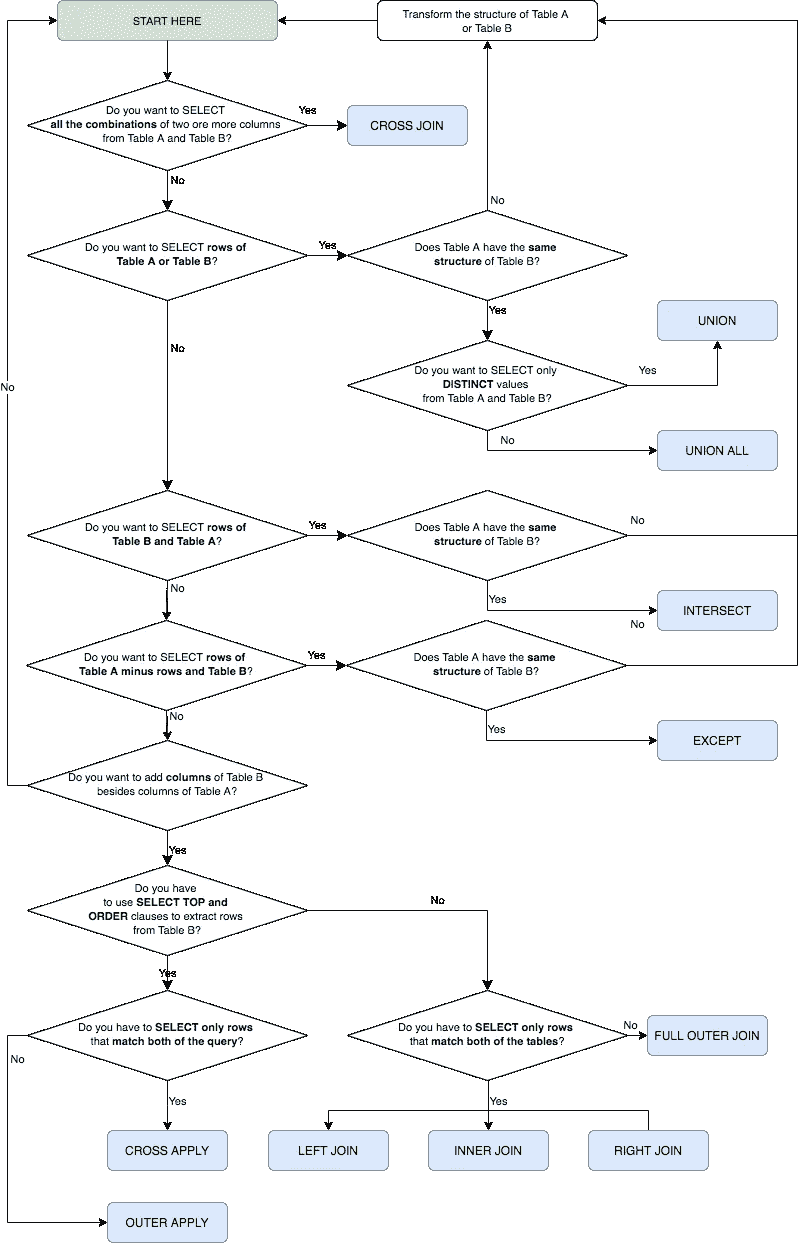 START HERE
Transform the structure of Table A
or Table B
Do you want to SELECT
all the combinations of two ore more columns
from Table A and Table B?
Yes
CROSS JOIN
No
No
Do you want to SELECT rows of
Table A or Table B?
Yes
Does Table A have the same
structure of Table B?
Yes
UNION
No
Do you want to SELECT only
DISTINCT values
from Table A and Table B?
Yes
No
No
UNION ALL
Do you want to SELECT rows of
Table B and Table A?
Yes
Does Table A have the same
structure of Table B?
No
No
Yes
INTERSECT
No
Do you want to SELECT rows of
Table A minus rows and Table B?
Yes
Does Table A have the same
structure of Table B?
No
Yes
EXCEPT
Do you want to add columns of Table B
besides columns of Table A?
Yes
Do you have
to use SELECT TOP and
ORDER clauses to extract rows
from Table B?
No
Yes
Do you have to SELECT only rows
that match both of the query?
Do you have to SELECT only rows
that match both of the tables?
No
FULL OUTER JOIN
No
Yes
Yes
CROSS APPLY
LEFT JOIN
INNER JOIN
RIGHT JOIN
OUTER APPLY